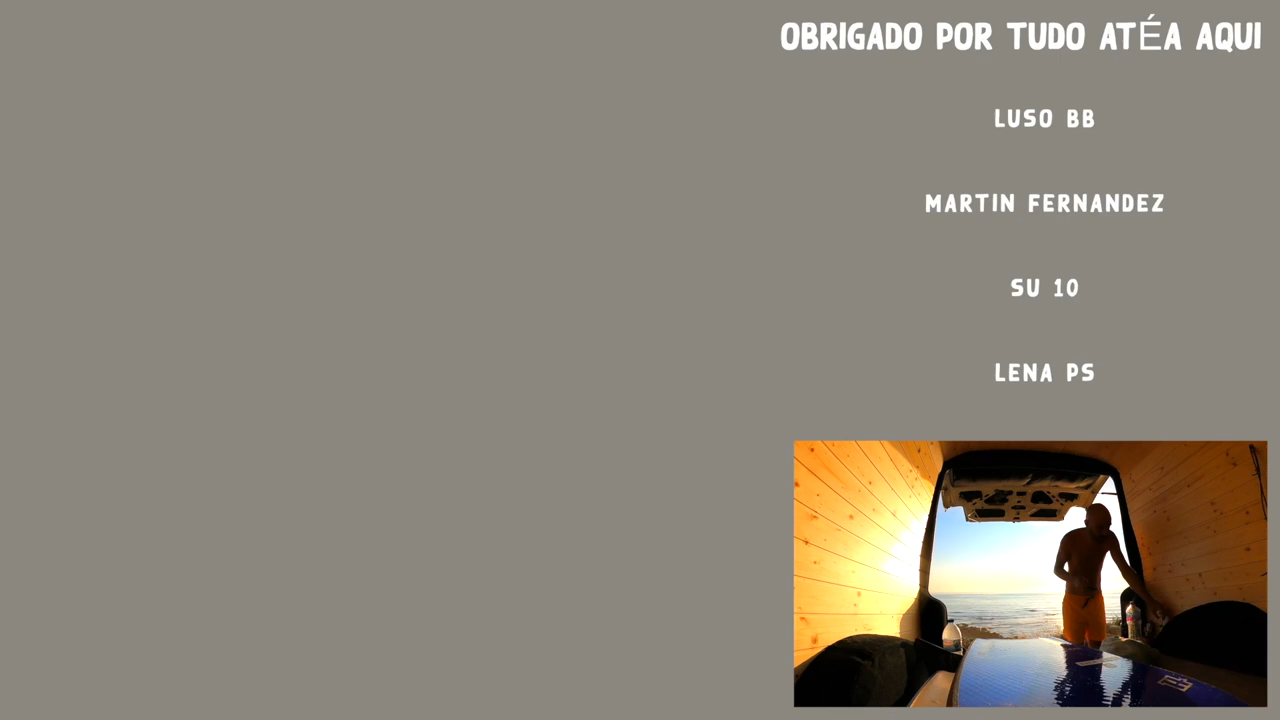 OBRIGADO POR TUDO ATÉA AQUI
LUSO BB
MARTIN FERNANDEZ
SU 10
LENA PS